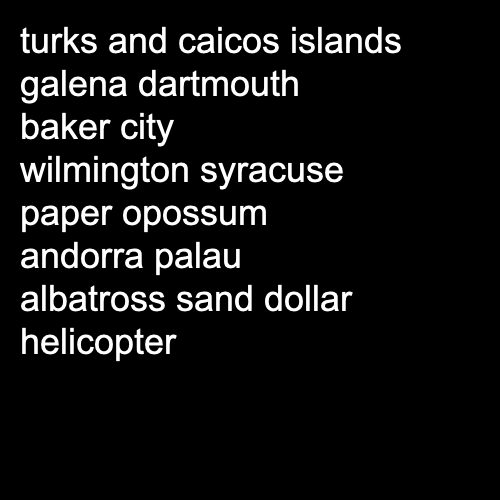 turks and caicos islands
galena dartmouth
baker city
wilmington syracuse
paper opossum
andorra palau
albatross sand dollar
helicopter